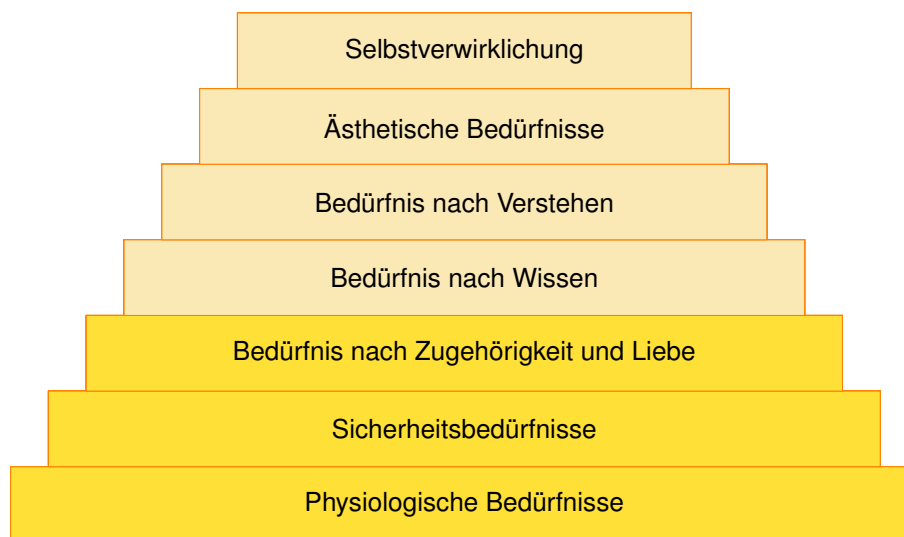 Selbstverwirklichung
Ästhetische Bedürfnisse
Bedürfnis nach Verstehen
Bedürfnis nach Wissen
Bedürfnis nach Zugehörigkeit und Liebe
Sicherheitsbedürfnisse
Physiologische Bedürfnisse